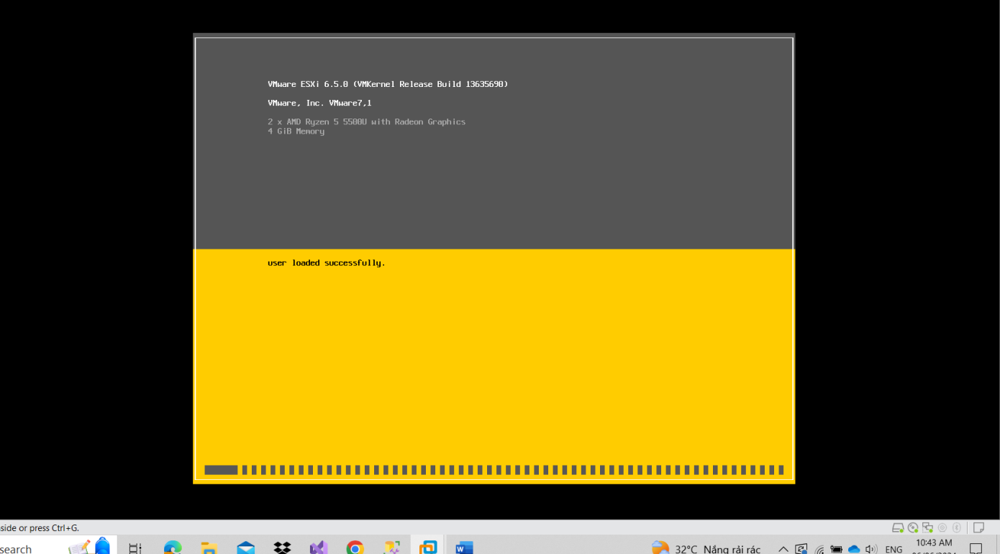 VMware ESXi 6.5.0 (VMKernel Release Build 13635690)
VMware, Inc. VMware7,1
2 x AMD Ryzen 5 5500U with Radeon Graphics
4 GiB Memory
user loaded successfully.
side or press Ctrl+G.
search
32°C Nắng rải rác
ENG
10:43 AM